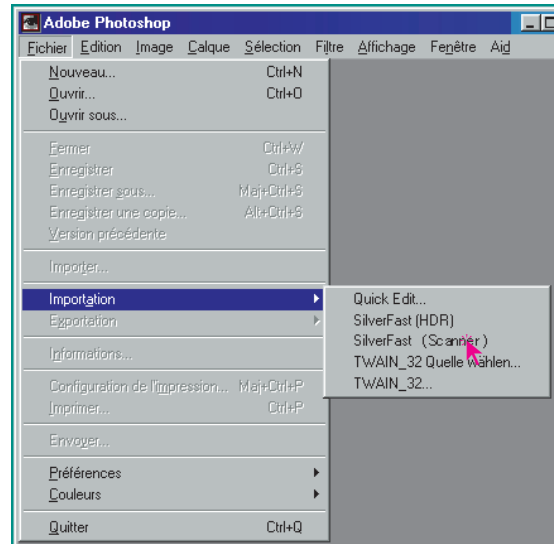 Adobe Photoshop
Fichier Edition Image Calque Sélection Filtre Affichage Fenêtre Aid
Nouveau... Ctrl+N
Ouvrir... Ctrl+O
Ouvrir sous...
Fermer Ctrl+W
Enregistrer Ctrl+S
Enregistrer sous... Maj+Ctrl+S
Enregistrer une copie... Alt+Ctrl+S
Version précédente
Importer...
Importation
Quick Edit...
SilverFast (HDR)
SilverFast (Scanner)
TWAIN_32 Quelle wählen...
TWAIN_32...
Exportation
Informations...
Configuration de l'impression... Maj+Ctrl+P
Imprimer... Ctrl+P
Envoyer...
Préférences
Couleurs
Quitter Ctrl+Q